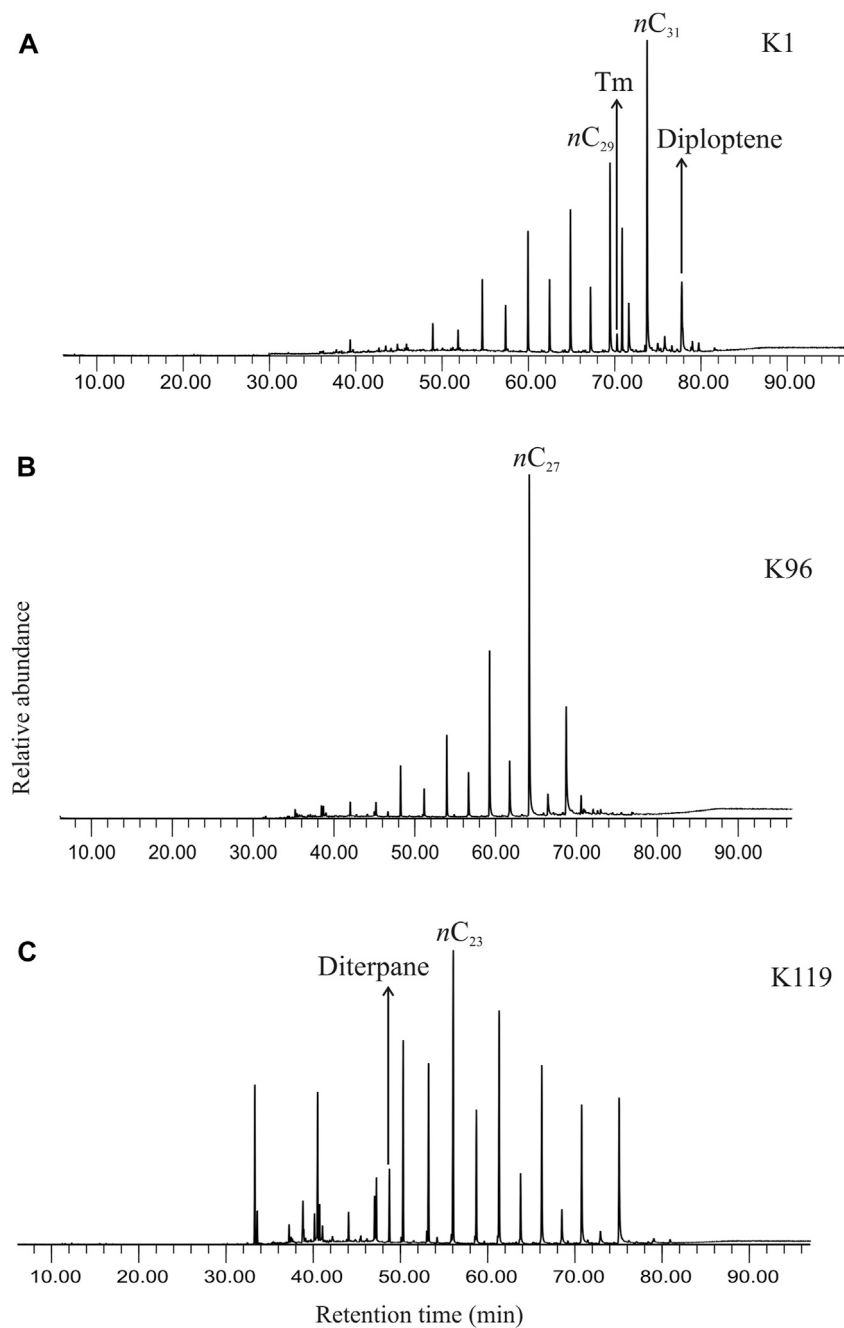 A
K1
nC₃₁
Tm
nC₂₉
Diploptene
10.00 20.00 30.00 40.00 50.00 60.00 70.00 80.00 90.00
B
nC₂₇
K96
Relative abundance
10.00 20.00 30.00 40.00 50.00 60.00 70.00 80.00 90.00
C
nC₂₃
Diterpane
K119
10.00 20.00 30.00 40.00 50.00 60.00 70.00 80.00 90.00
Retention time (min)